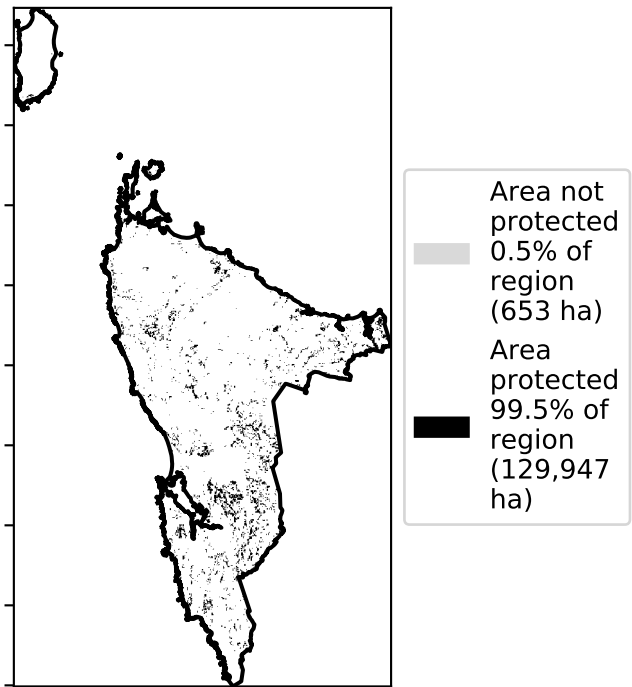 Area not
protected
0.5% of
region
(653 ha)
Area
protected
99.5% of
region
(129,947
ha)